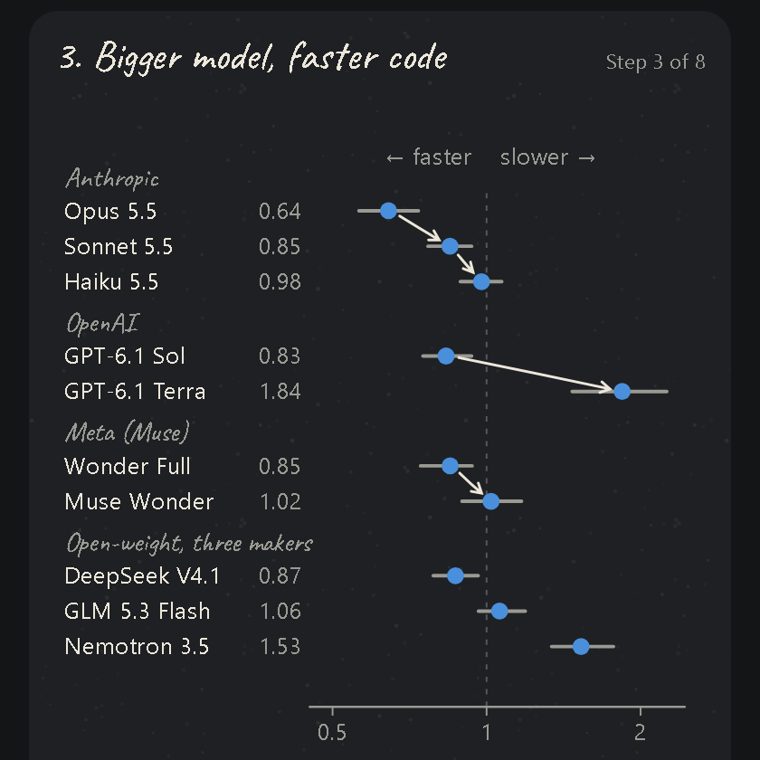 3. Bigger model, faster code
Step 3 of 8
← faster slower →
Anthropic
Opus 5.5 0.64
Sonnet 5.5 0.85
Haiku 5.5 0.98
OpenAI
GPT-6.1 Sol 0.83
GPT-6.1 Terra 1.84
Meta (Muse)
Wonder Full 0.85
Muse Wonder 1.02
Open-weight, three makers
DeepSeek V4.1 0.87
GLM 5.3 Flash 1.06
Nemotron 3.5 1.53
0.5 1 2